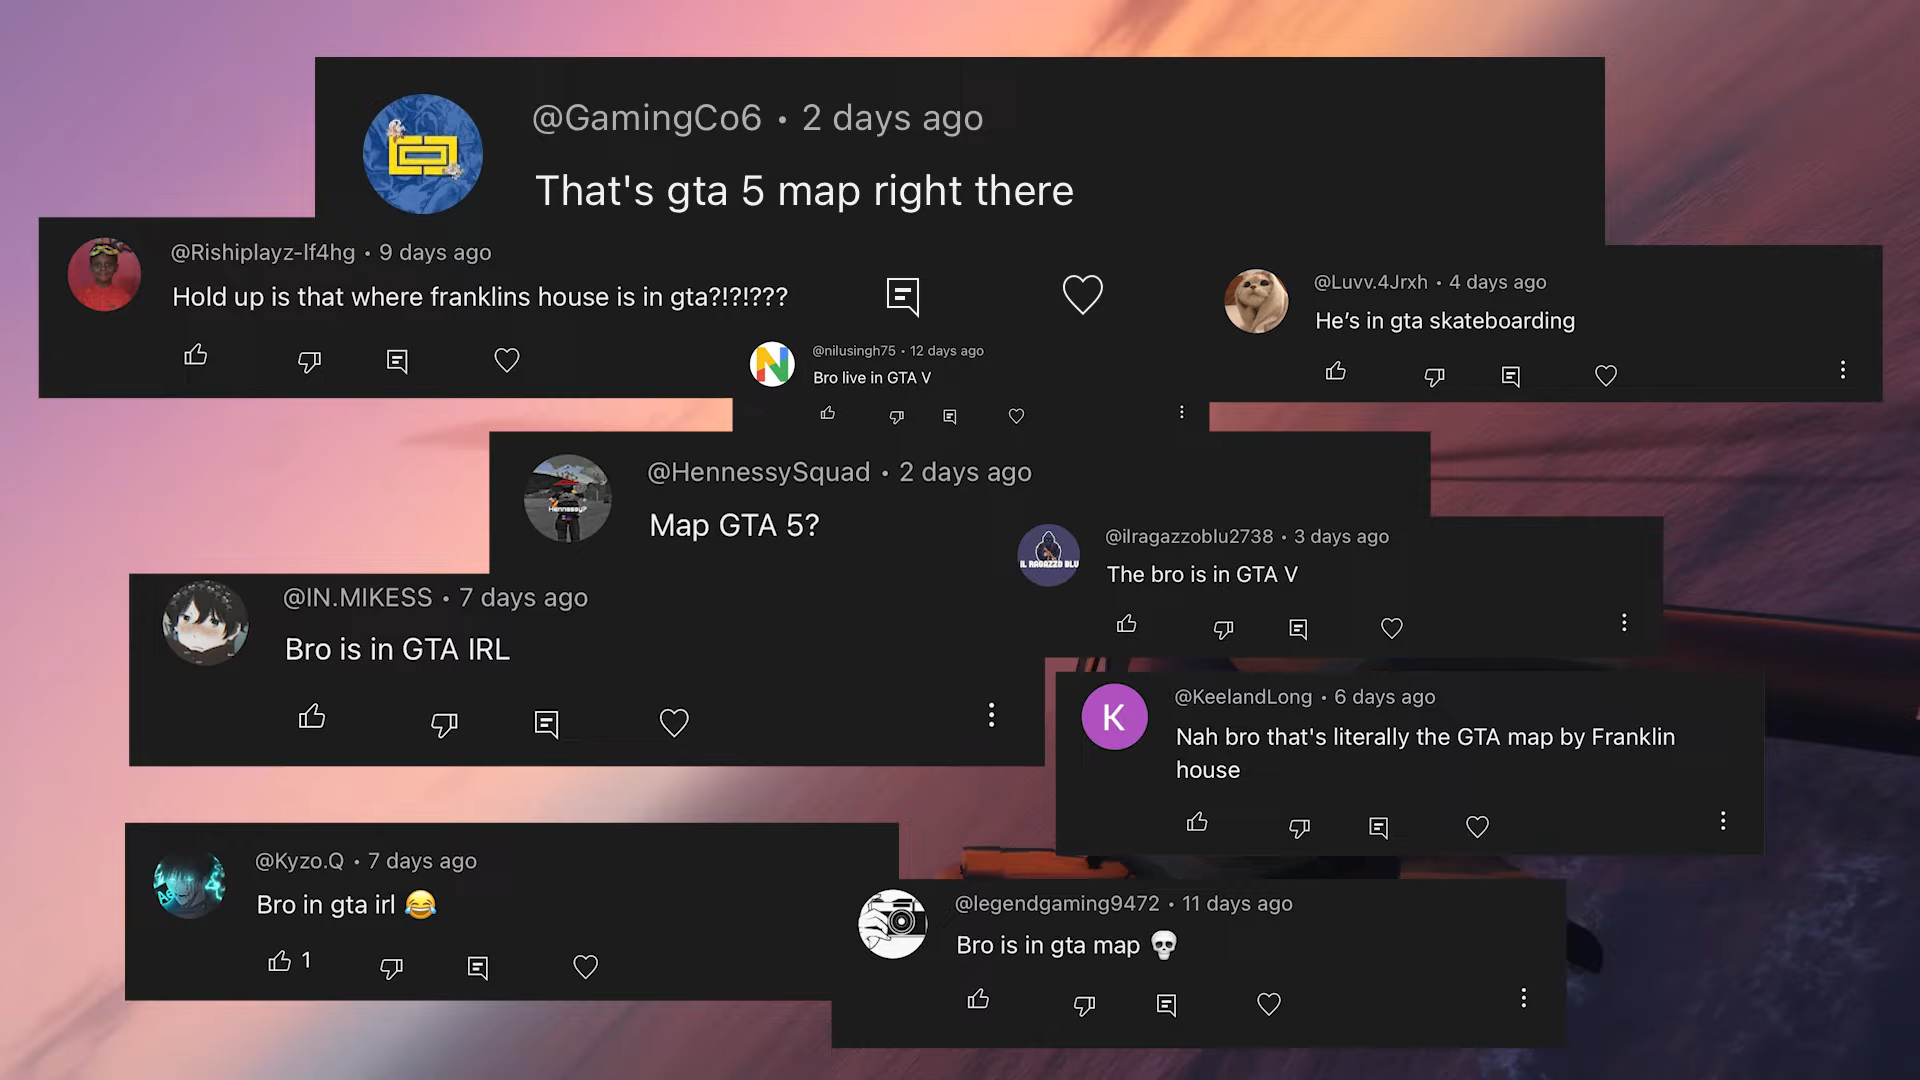 @GamingCo6 • 2 days ago
That's gta 5 map right there
@Rishiplayz-lf4hg • 9 days ago
Hold up is that where franklins house is in gta?!?!???
@Luvv.4Jrxh • 4 days ago
He’s in gta skateboarding
@nilusingh75 • 12 days ago
Bro live in GTA V
@HennessySquad • 2 days ago
Map GTA 5?
Hennessy?
@ilragazzoblu2738 • 3 days ago
The bro is in GTA V
IL RAGAZZO BLU
@IN.MIKESS • 7 days ago
Bro is in GTA IRL
K
@KeelandLong • 6 days ago
Nah bro that's literally the GTA map by Franklin
house
@Kyzo.Q • 7 days ago
Bro in gta irl 😂
1
@legendgaming9472 • 11 days ago
Bro is in gta map 💀